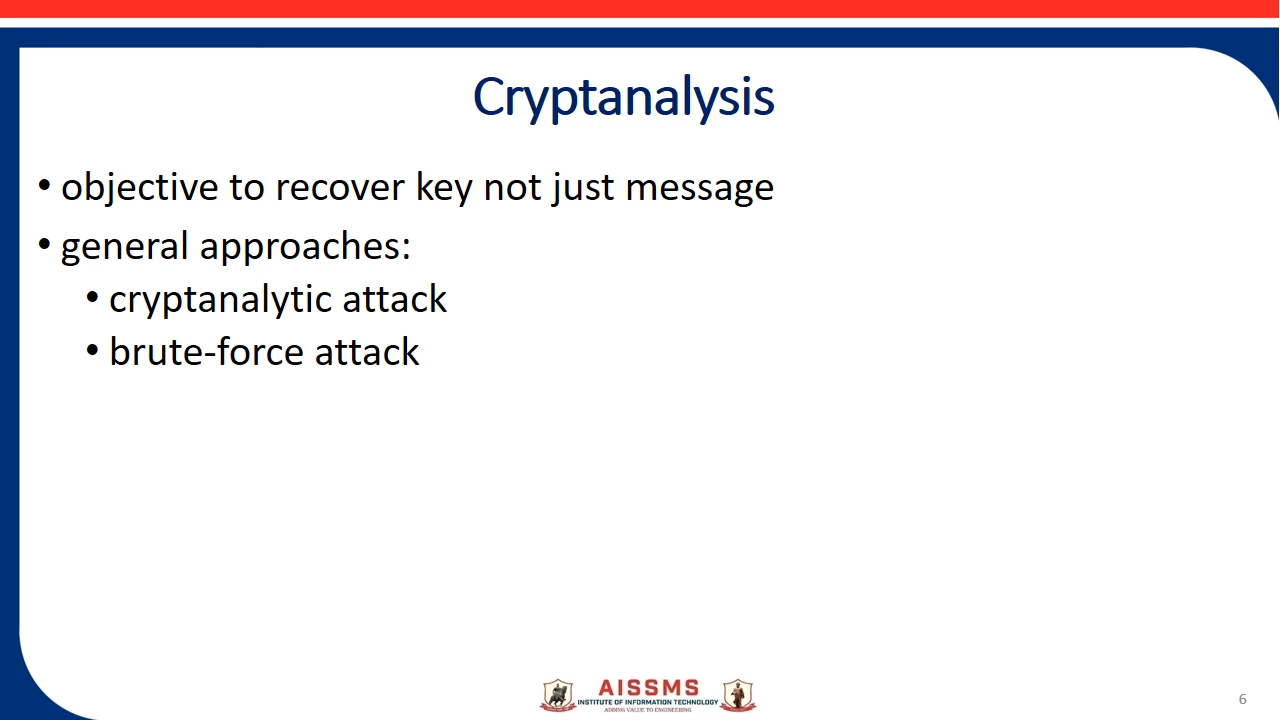 Cryptanalysis
• objective to recover key not just message
• general approaches:
• cryptanalytic attack
• brute-force attack
AISSMS
INSTITUTE OF INFORMATION TECHNOLOGY
ADDING VALUE TO ENGINEERING
6